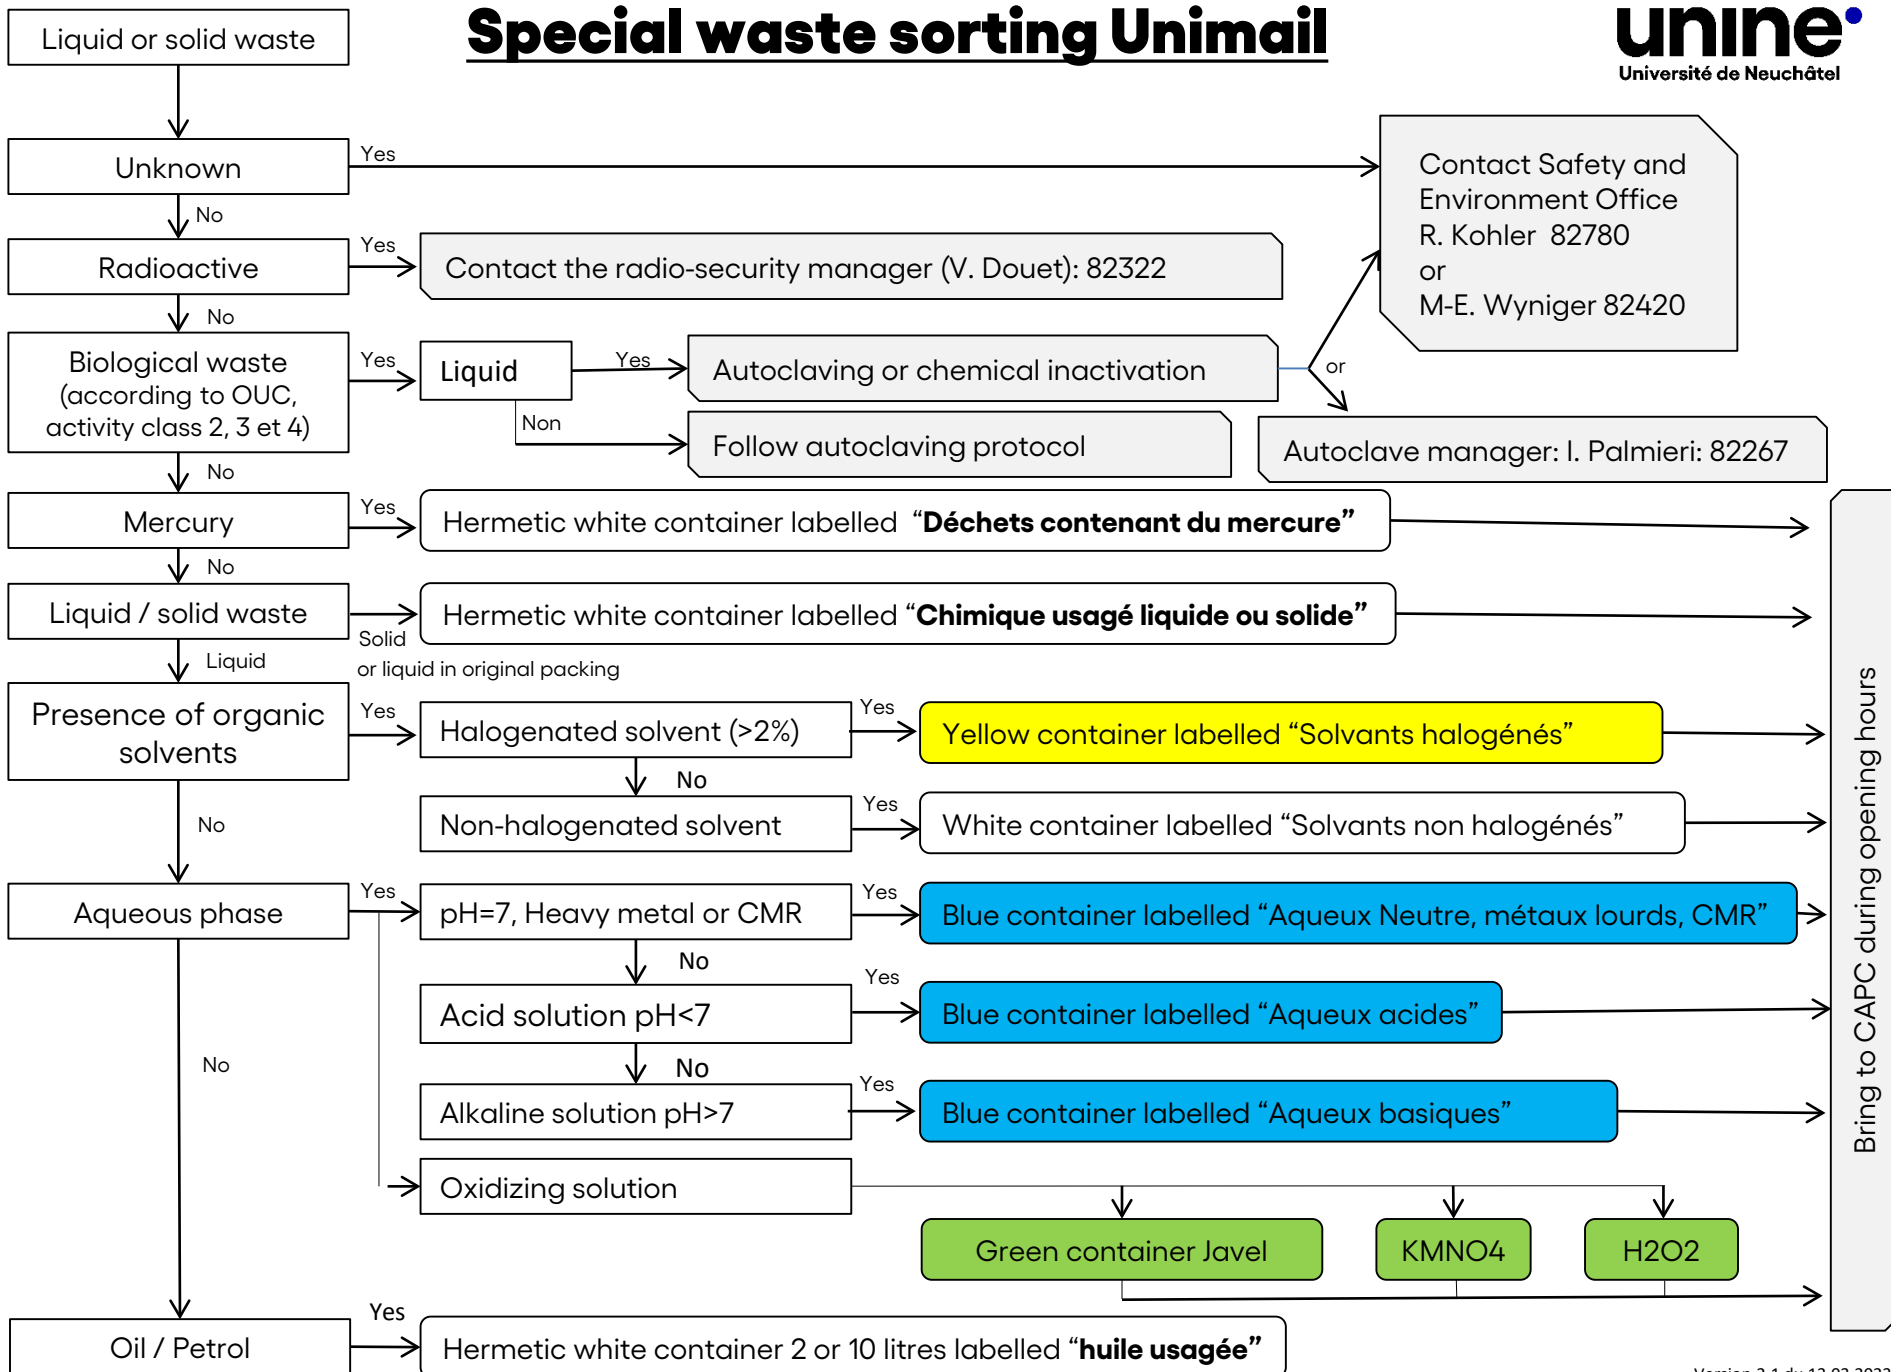 Special waste sorting Unimail
unine
Université de Neuchâtel
Liquid or solid waste
Unknown
Yes
Contact Safety and
Environment Office
R. Kohler 82780
or
M-E. Wyniger 82420
No
Radioactive
Yes
Contact the radio-security manager (V. Douet): 82322
No
Biological waste
(according to OUC,
activity class 2, 3 et 4)
Yes
Liquid
Yes
Autoclaving or chemical inactivation
or
Non
Follow autoclaving protocol
Autoclave manager: I. Palmieri: 82267
No
Mercury
Yes
Hermetic white container labelled “Déchets contenant du mercure”
No
Liquid / solid waste
Hermetic white container labelled “Chimique usagé liquide ou solide”
Solid
or liquid in original packing
Liquid
Presence of organic
solvents
Yes
Halogenated solvent (>2%)
Yes
Yellow container labelled “Solvants halogénés”
No
Non-halogenated solvent
Yes
White container labelled “Solvants non halogénés”
No
Aqueous phase
Yes
pH=7, Heavy metal or CMR
Yes
Blue container labelled “Aqueux Neutre, métaux lourds, CMR”
No
Acid solution pH<7
Yes
Blue container labelled “Aqueux acides”
No
Alkaline solution pH>7
Yes
Blue container labelled “Aqueux basiques”
Oxidizing solution
Green container Javel
KMNO4
H2O2
No
Oil / Petrol
Yes
Hermetic white container 2 or 10 litres labelled “huile usagée”
Bring to CAPC during opening hours